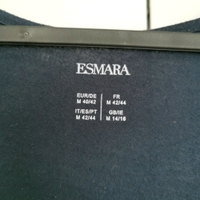 ESMARA
EUR/DE FR
M 40/42 M 42/44
IT/ES/PT GB/IE
M 42/44 M 14/16